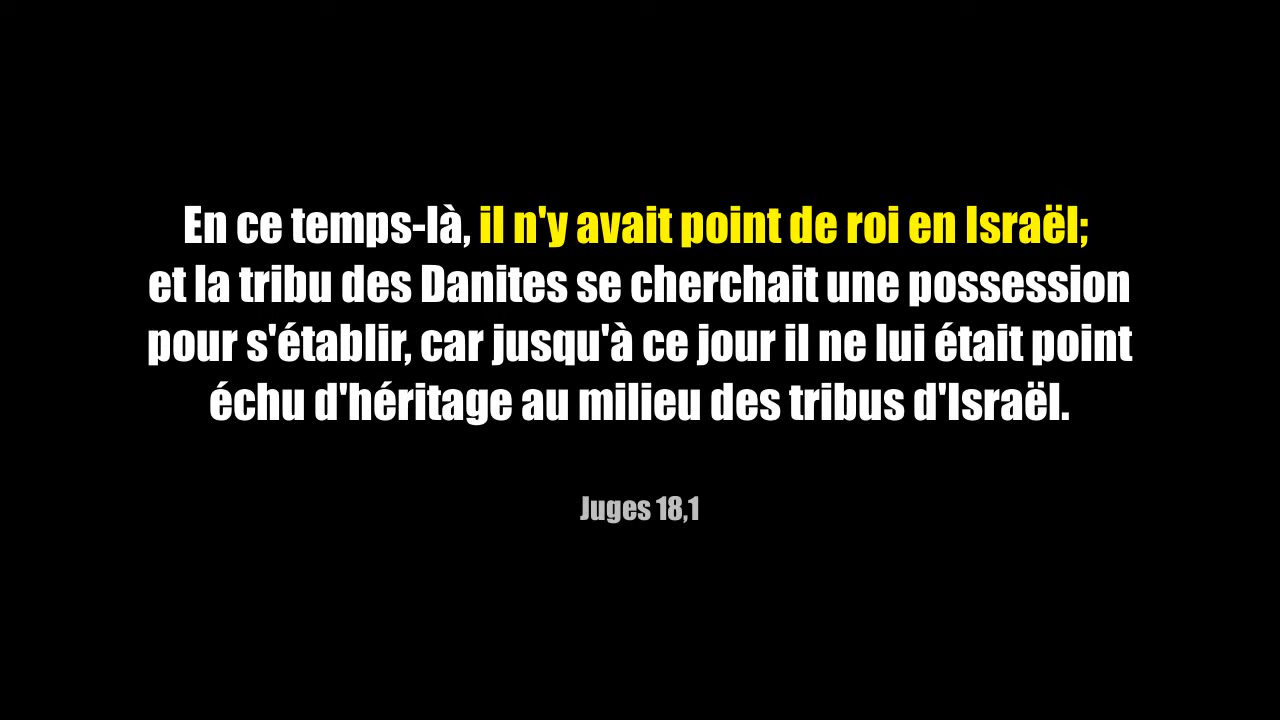 En ce temps-là, il n'y avait point de roi en Israël;
et la tribu des Danites se cherchait une possession
pour s'établir, car jusqu'à ce jour il ne lui était point
échu d'héritage au milieu des tribus d'Israël.
Juges 18,1